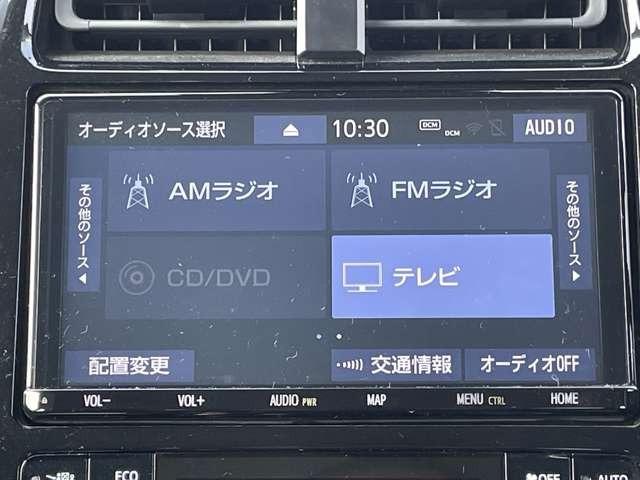 オーディオソース選択 10:30 DCM DCM AUDIO
その他のソース
AMラジオ
FMラジオ
その他のソース
CD/DVD
テレビ
配置変更 交通情報 オーディオOFF
VOL− VOL+ AUDIO PWR MAP MENU CTRL HOME
ECO OFF AUTO